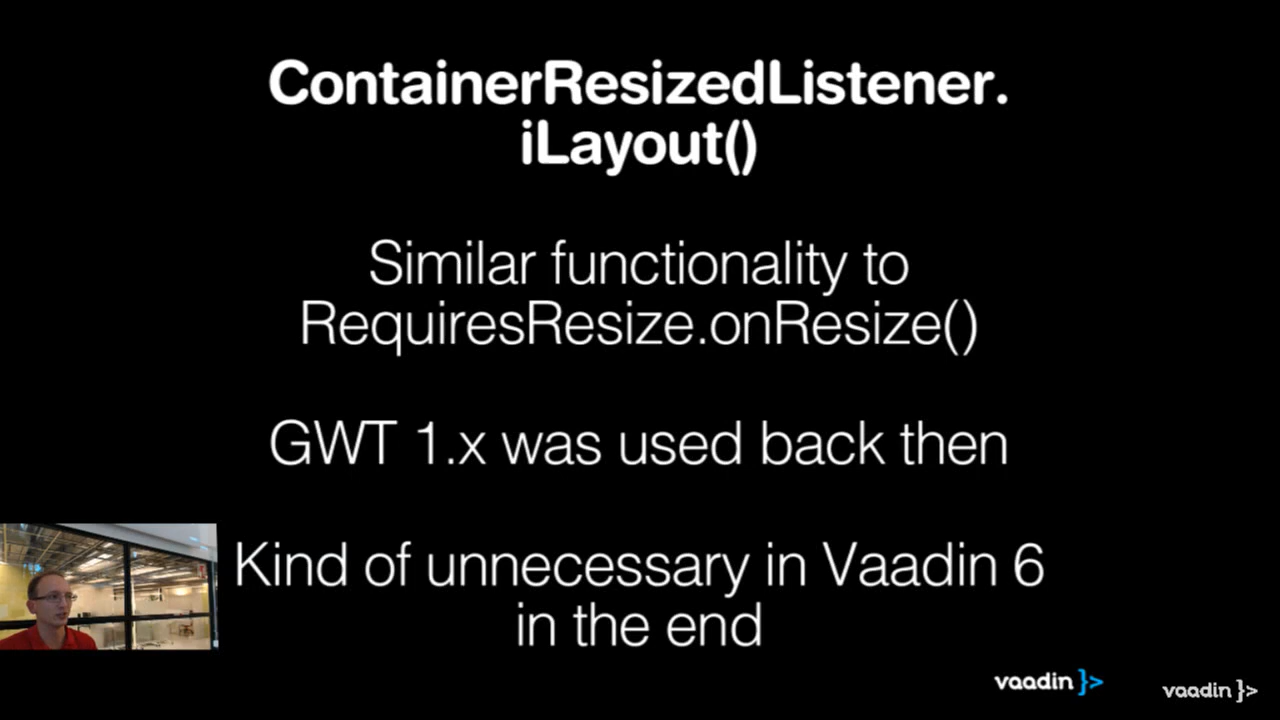 ContainerResizedListener.
iLayout()
Similar functionality to
RequiresResize.onResize()
GWT 1.x was used back then
Kind of unnecessary in Vaadin 6
in the end
vaadin }>
vaadin }>